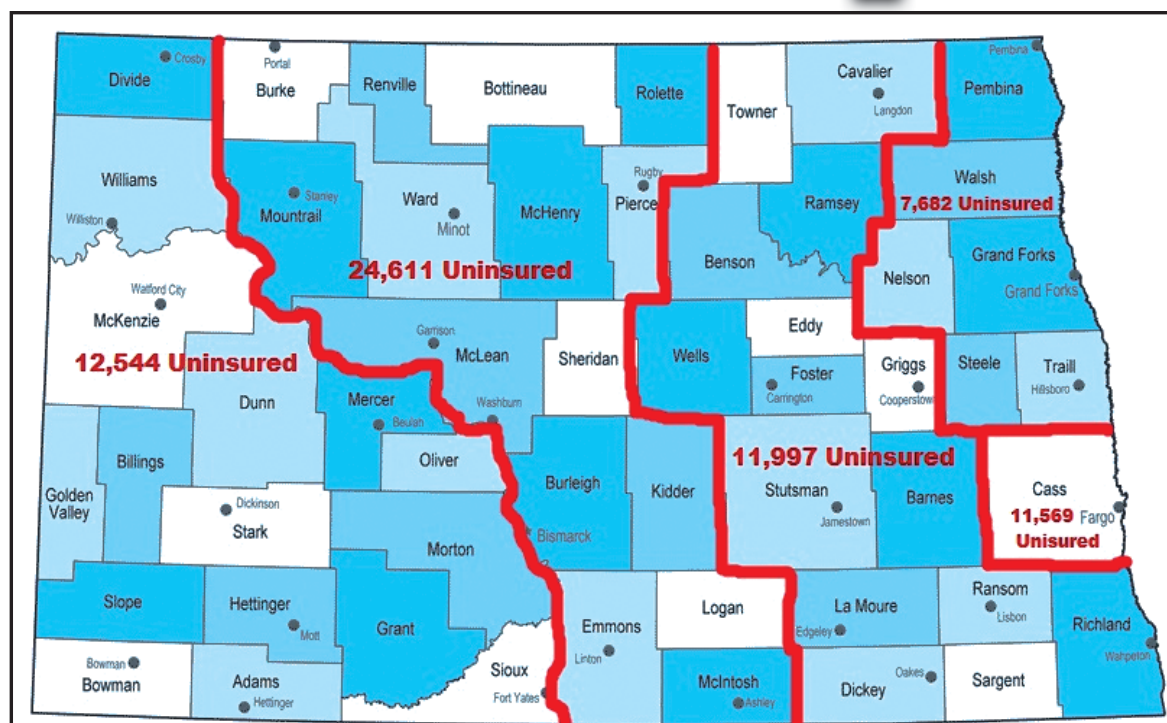 Crosby
Divide
Portal
Burke
Renville
Bottineau
Rolette
Towner
Cavalier
Langdon
Pembina
Pembina
Williams
Williston
Stanley
Mountrail
Ward
Minot
McHenry
Rugby
Pierce
Ramsey
Walsh
7,682 Uninsured
Benson
Nelson
Grand Forks
Grand Forks
24,611 Uninsured
Watford City
McKenzie
12,544 Uninsured
Dunn
Garrison
McLean
Washburn
Sheridan
Wells
Eddy
Foster
Carrington
Griggs
Cooperstown
Steele
Traill
Hillsboro
Mercer
Beulah
Oliver
Golden
Valley
Billings
Dickinson
Stark
Morton
Burleigh
Bismarck
Kidder
11,997 Uninsured
Stutsman
Jamestown
Barnes
Cass
11,569 Fargo
Unisured
Slope
Hettinger
Mott
Grant
Sioux
Fort Yates
Emmons
Linton
Logan
La Moure
Edgeley
Ransom
Lisbon
Richland
Wahpeton
Bowman
Bowman
Adams
Hettinger
McIntosh
Ashley
Oakes
Dickey
Sargent